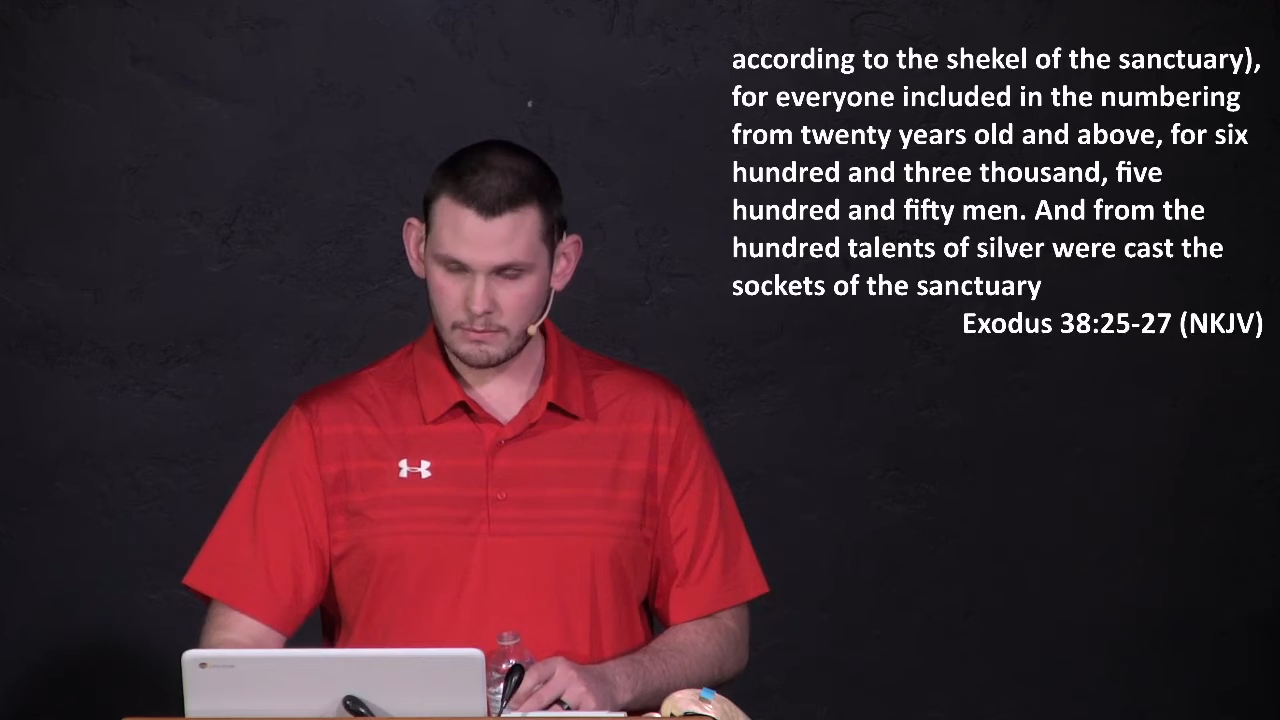 according to the shekel of the sanctuary),
for everyone included in the numbering
from twenty years old and above, for six
hundred and three thousand, five
hundred and fifty men. And from the
hundred talents of silver were cast the
sockets of the sanctuary
Exodus 38:25-27 (NKJV)